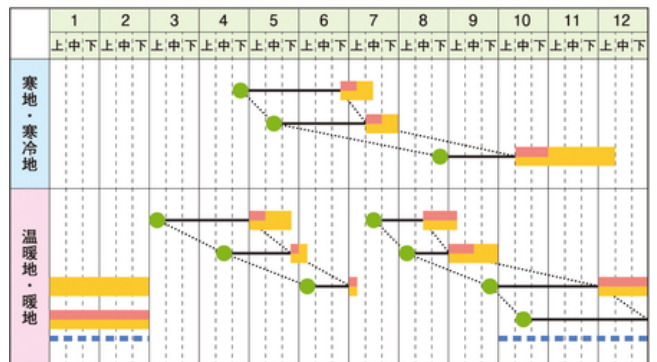 1 2 3 4 5 6 7 8 9 10 11 12
上 中 下 上 中 下 上 中 下 上 中 下 上 中 下 上 中 下 上 中 下 上 中 下 上 中 下 上 中 下 上 中 下 上 中 下
寒地・寒冷地
温暖地・暖地